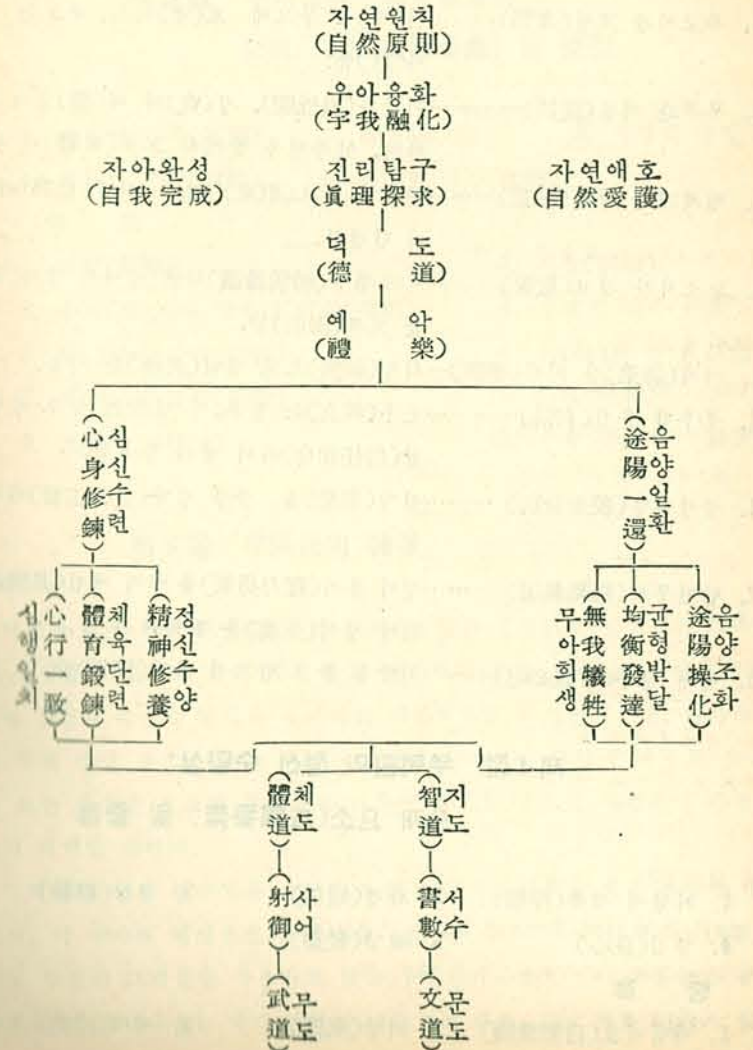 자연원칙
(自然原則)
우아융화
(宇我融化)
자아완성 진리탐구 자연애호
(自我完成) (眞理探求) (自然愛護)
덕 도
(德 道)
예 악
(禮 樂)
심신수련
(心身修鍊)
음양일환
(途陽一還)
심행일치
(心行一致)
체육단련
(體育鍛鍊)
정신수양
(精神修養)
무아희생
(無我犧牲)
균형발달
(均衡發達)
음양조화
(途陽操化)
체도
(體道)
지도
(智道)
사어
(射御)
서수
(書數)
무도
(武道)
문도
(文道)